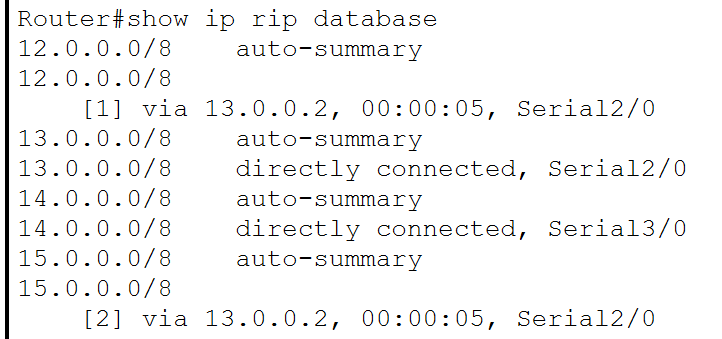 Router#show ip rip database
12.0.0.0/8    auto-summary
12.0.0.0/8
    [1] via 13.0.0.2, 00:00:05, Serial2/0
13.0.0.0/8    auto-summary
13.0.0.0/8    directly connected, Serial2/0
14.0.0.0/8    auto-summary
14.0.0.0/8    directly connected, Serial3/0
15.0.0.0/8    auto-summary
15.0.0.0/8
    [2] via 13.0.0.2, 00:00:05, Serial2/0